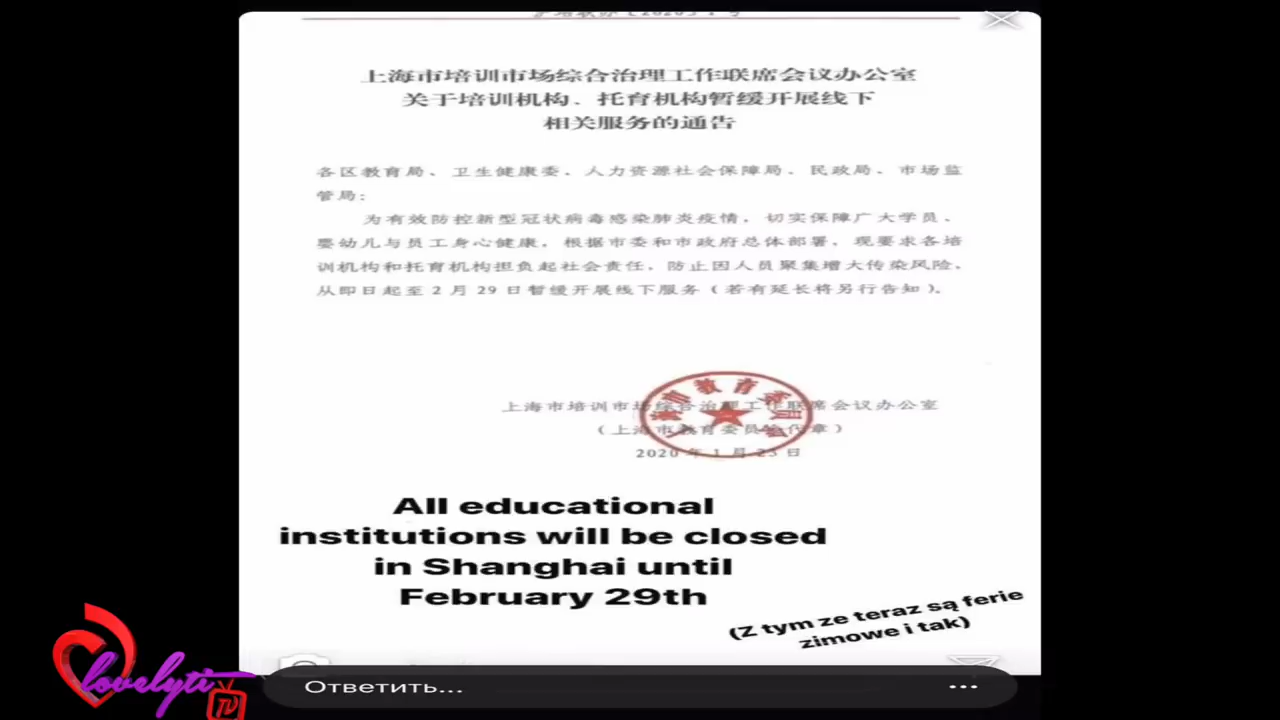 上海市培训市场综合治理工作联席会议办公室
关于培训机构、托育机构暂缓开展线下
相关服务的通告
各区教育局、卫生健康委、人力资源社会保障局、民政局、市场监
管局：
为有效防控新型冠状病毒感染肺炎疫情，切实保障广大学员、
婴幼儿与员工身心健康，根据市委和市政府总体部署，现要求各培
训机构和托育机构担负起社会责任，防止因人员聚集增大传染风险，
从即日起至 2 月 29 日暂缓开展线下服务（若有延长将另行告知）。
上海市培训市场综合治理工作联席会议办公室
（上海市教育委员会代章）
2020 年 1 月 日
All educational
institutions will be closed
in Shanghai until
February 29th
(Z tym ze teraz są ferie
zimowe i tak)
lovelyti
TV
Ответить...